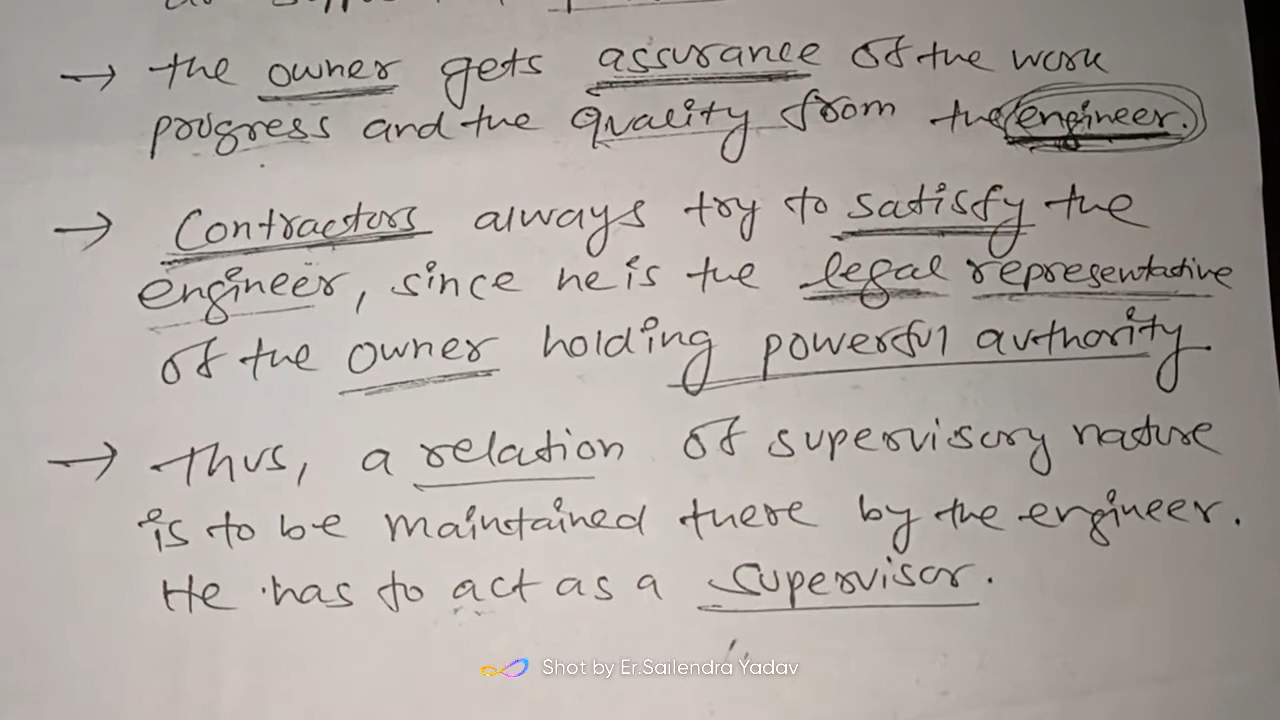 → the owner gets assurance of the work
progress and the quality from the engineer.
→ Contractors always try to satisfy the
engineer, since he is the legal representative
of the owner holding powerful authority
→ Thus, a relation of supervisory nature
is to be maintained there by the engineer.
He has to act as a supervisor.
Shot by Er.Sailendra Yadav